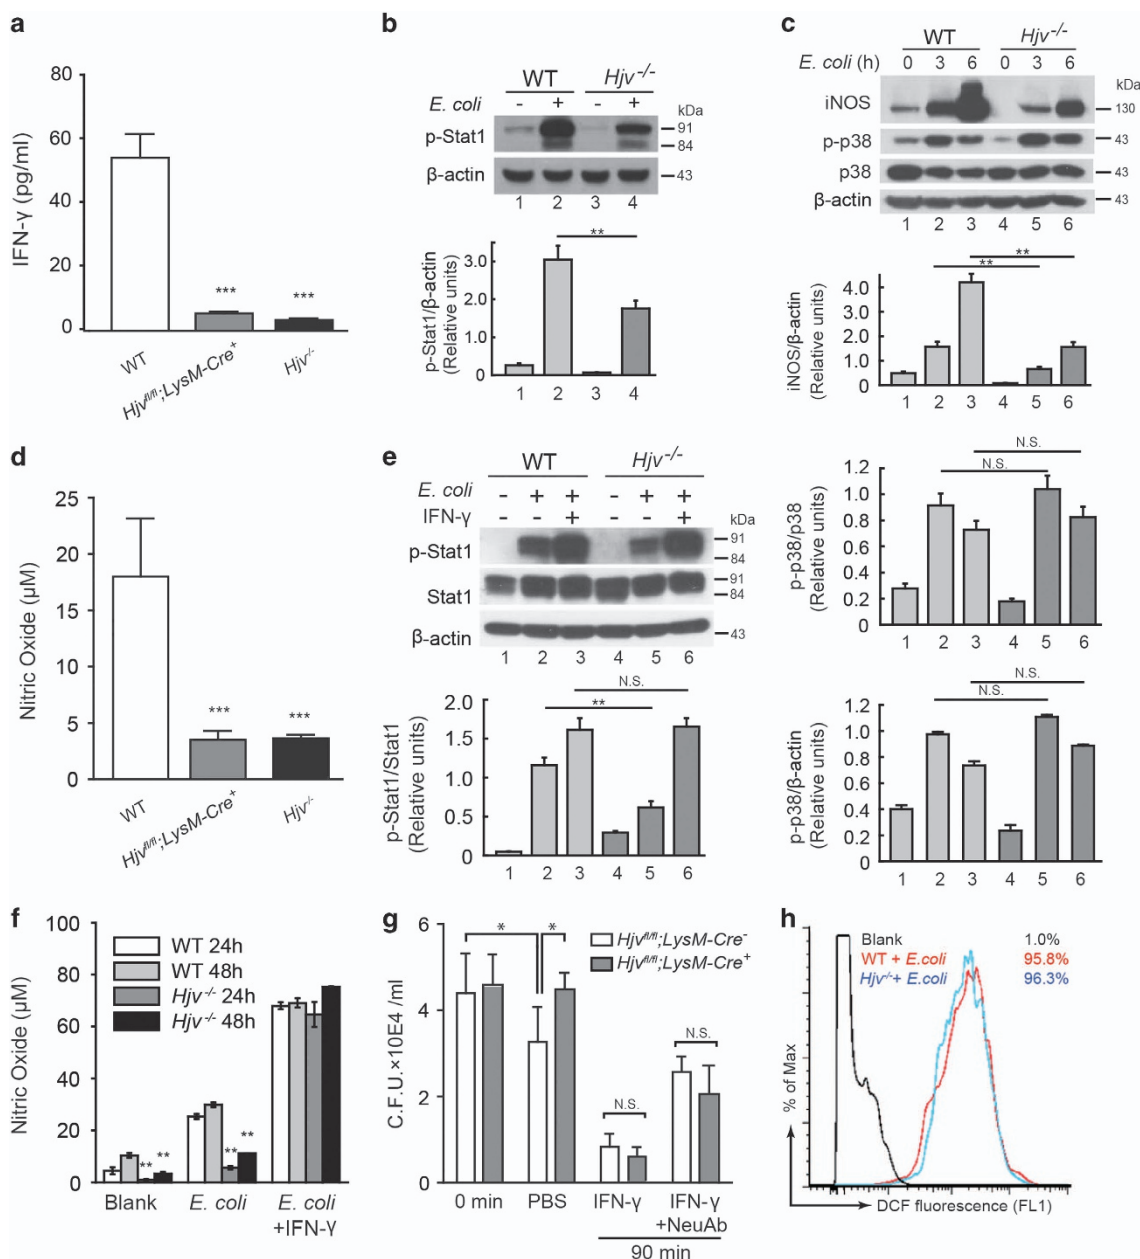 a
IFN-γ (pg/ml)
80
60
40
20
0
***
***
WT
Hjv^fl/fl;LysM-Cre^+
Hjv^-/-
b
WT Hjv^-/-
E. coli - + - +
kDa
p-Stat1
91
84
β-actin
43
1 2 3 4
**
p-Stat1/β-actin
(Relative units)
3.0
2.0
1.0
0
1 2 3 4
c
WT Hjv^-/-
E. coli (h) 0 3 6 0 3 6
kDa
iNOS
130
p-p38
43
p38
43
β-actin
43
1 2 3 4 5 6
**
**
iNOS/β-actin
(Relative units)
4.0
3.0
2.0
1.0
0
1 2 3 4 5 6
N.S.
N.S.
p-p38/p38
(Relative units)
1.2
1.0
0.8
0.6
0.4
0.2
0
1 2 3 4 5 6
N.S.
N.S.
p-p38/β-actin
(Relative units)
1.2
1.0
0.8
0.6
0.4
0.2
0
1 2 3 4 5 6
d
Nitric Oxide (μM)
25
20
15
10
5
0
***
***
WT
Hjv^fl/fl;LysM-Cre^+
Hjv^-/-
e
WT Hjv^-/-
E. coli - + + - + +
IFN-γ - - + - - +
kDa
p-Stat1
91
84
Stat1
91
84
β-actin
43
1 2 3 4 5 6
N.S.
**
p-Stat1/Stat1
(Relative units)
2.0
1.5
1.0
0.5
0
1 2 3 4 5 6
f
Nitric Oxide (μM)
100
80
60
40
20
0
WT 24h
WT 48h
Hjv^-/- 24h
Hjv^-/- 48h
** **
** **
Blank
E. coli
E. coli
+IFN-γ
g
C.F.U.×10E4 /ml
6
4
2
0
* *
Hjv^fl/fl;LysM-Cre^-
Hjv^fl/fl;LysM-Cre^+
N.S.
N.S.
0 min
PBS
IFN-γ
IFN-γ
+NeuAb
90 min
h
Blank 1.0%
WT + E.coli 95.8%
Hjv^-/-+ E.coli 96.3%
% of Max
DCF fluorescence (FL1)